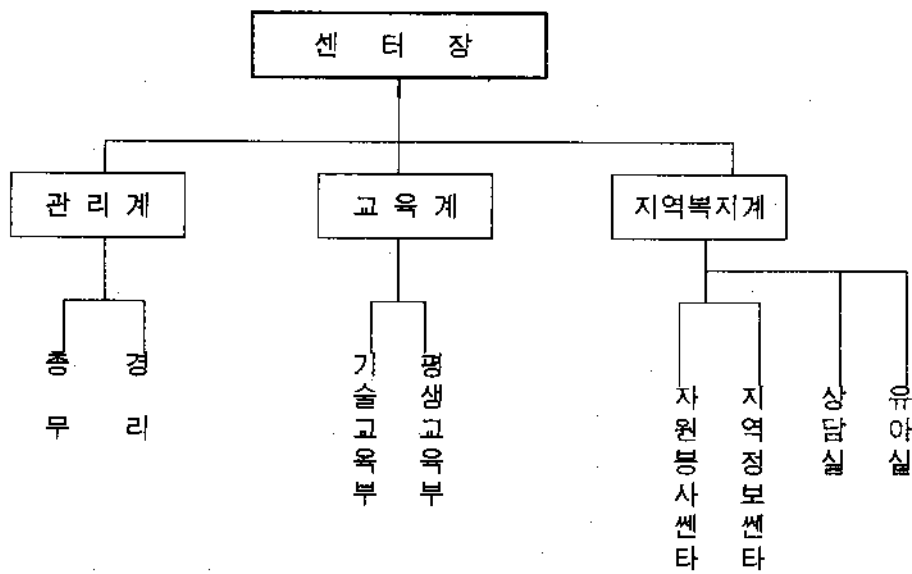 센 터 장
관 리 계
교 육 계
지역복지계
총무
경리
기술교육부
평생교육부
자원봉사쎈타
지역정보쎈타
상담실
유아실